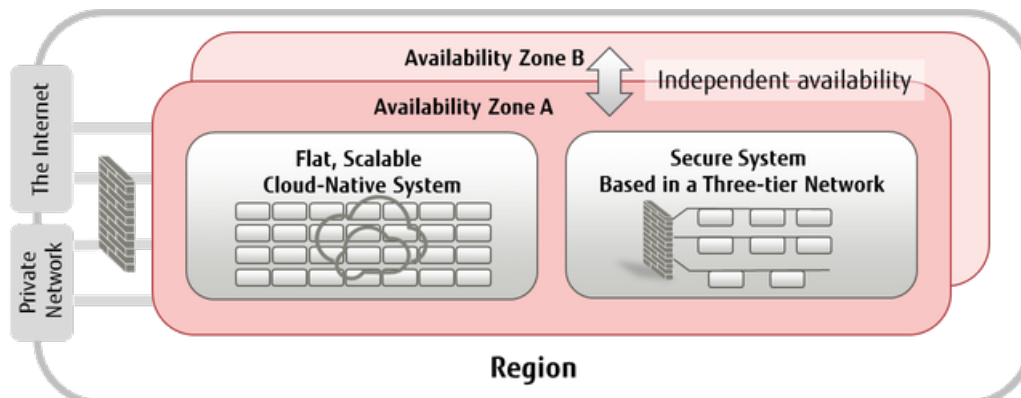 Availability Zone B
Independent availability
Availability Zone A
The Internet
Private
Network
Flat, Scalable
Cloud-Native System
Secure System
Based in a Three-tier Network
Region